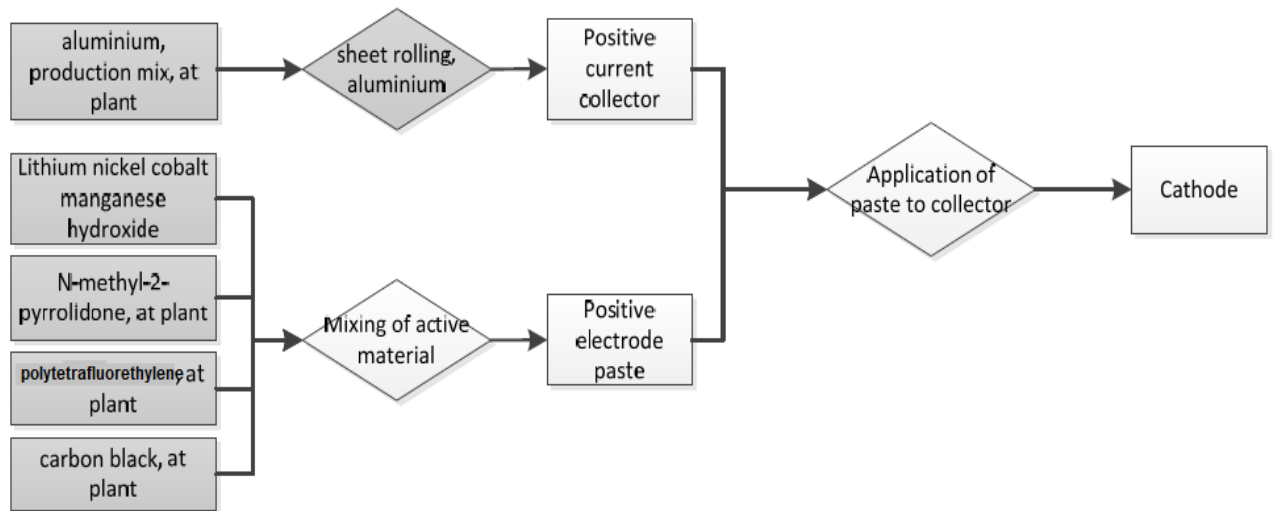 aluminium,
production mix, at
plant
sheet rolling,
aluminium
Positive
current
collector
Lithium nickel cobalt
manganese
hydroxide
N-methyl-2-
pyrrolidone, at plant
polytetrafluorethylene, at
plant
carbon black, at
plant
Mixing of active
material
Positive
electrode
paste
Application of
paste to collector
Cathode